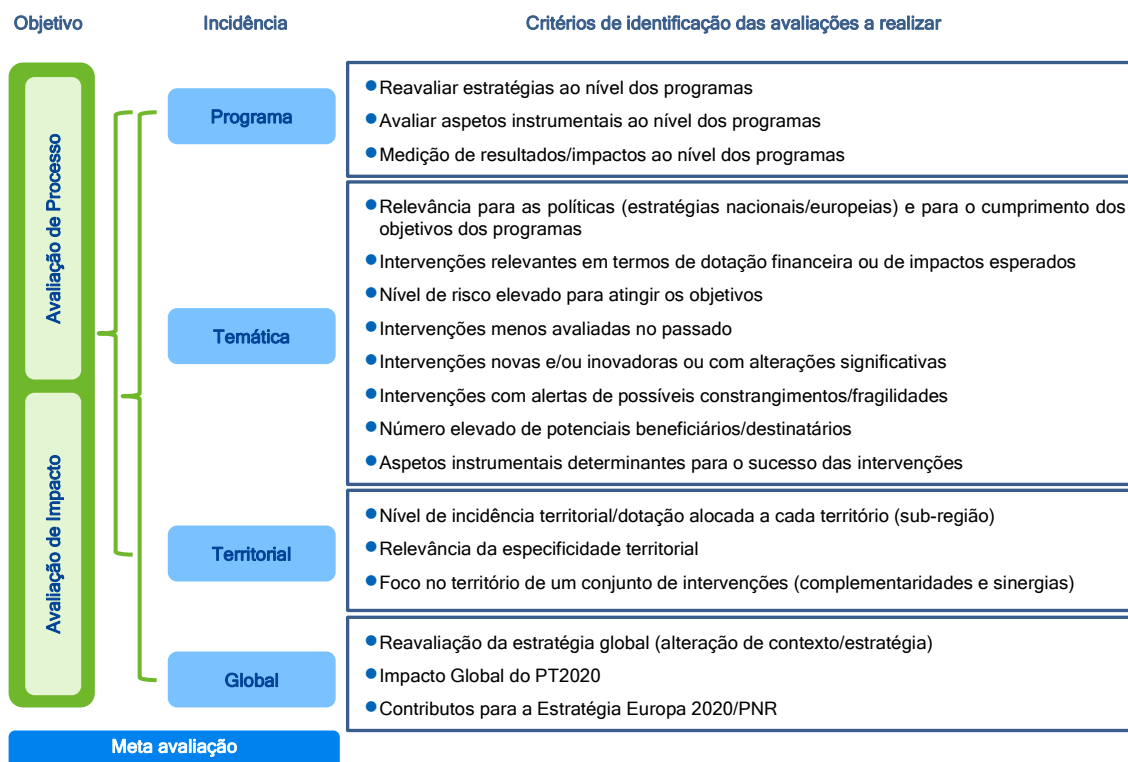 Objetivo
Incidência
Critérios de identificação das avaliações a realizar
Avaliação de Processo
Avaliação de Impacto
Programa
●Reavaliar estratégias ao nível dos programas
●Avaliar aspetos instrumentais ao nível dos programas
●Medição de resultados/impactos ao nível dos programas
Temática
●Relevância para as políticas (estratégias nacionais/europeias) e para o cumprimento dos
objetivos dos programas
●Intervenções relevantes em termos de dotação financeira ou de impactos esperados
●Nível de risco elevado para atingir os objetivos
●Intervenções menos avaliadas no passado
●Intervenções novas e/ou inovadoras ou com alterações significativas
●Intervenções com alertas de possíveis constrangimentos/fragilidades
●Número elevado de potenciais beneficiários/destinatários
●Aspetos instrumentais determinantes para o sucesso das intervenções
Territorial
●Nível de incidência territorial/dotação alocada a cada território (sub-região)
●Relevância da especificidade territorial
●Foco no território de um conjunto de intervenções (complementaridades e sinergias)
Global
●Reavaliação da estratégia global (alteração de contexto/estratégia)
●Impacto Global do PT2020
●Contributos para a Estratégia Europa 2020/PNR
Meta avaliação